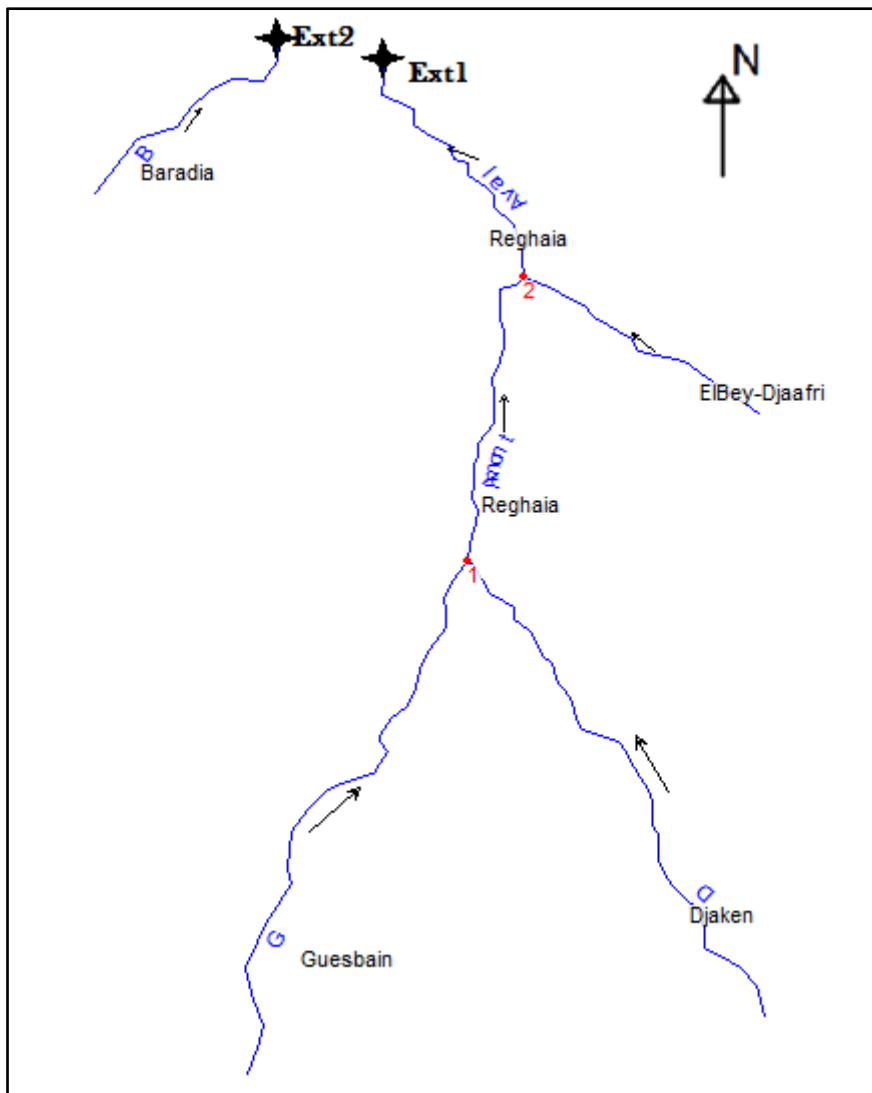 Ext2
Ext1
N
B
Baradia
Aval
Reghaia
2
ElBey-Djaafri
Amont
Reghaia
1
D
Djaken
G
Guesbain